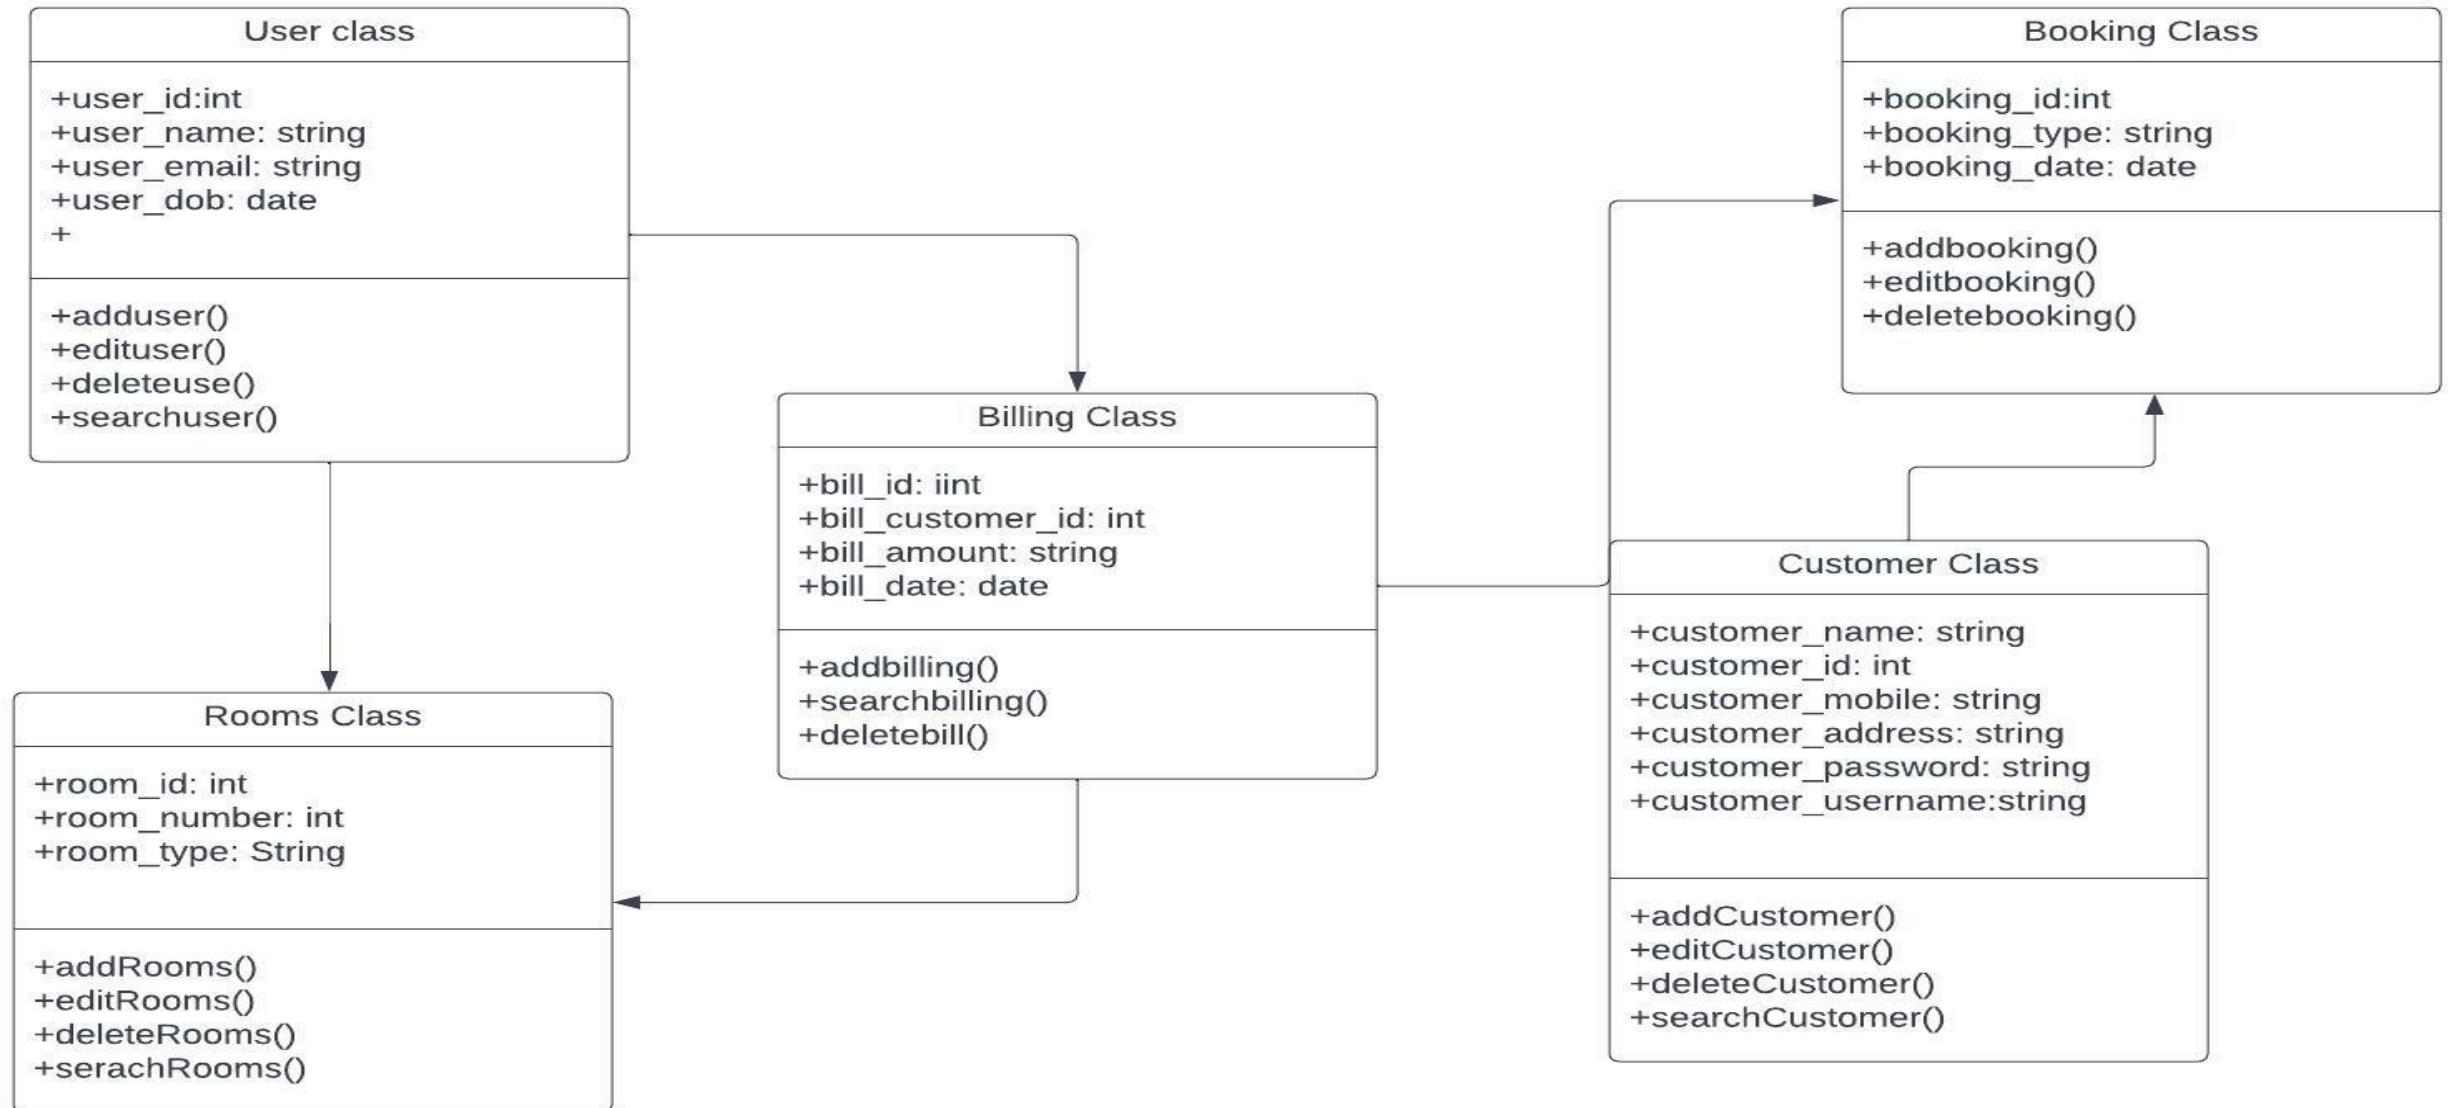 User class
+user_id:int
+user_name: string
+user_email: string
+user_dob: date
+
+adduser()
+edituser()
+deleteuse()
+searchuser()
Booking Class
+booking_id:int
+booking_type: string
+booking_date: date
+addbooking()
+editbooking()
+deletebooking()
Billing Class
+bill_id: iint
+bill_customer_id: int
+bill_amount: string
+bill_date: date
+addbilling()
+searchbilling()
+deletebill()
Customer Class
+customer_name: string
+customer_id: int
+customer_mobile: string
+customer_address: string
+customer_password: string
+customer_username:string
+addCustomer()
+editCustomer()
+deleteCustomer()
+searchCustomer()
Rooms Class
+room_id: int
+room_number: int
+room_type: String
+addRooms()
+editRooms()
+deleteRooms()
+serachRooms()